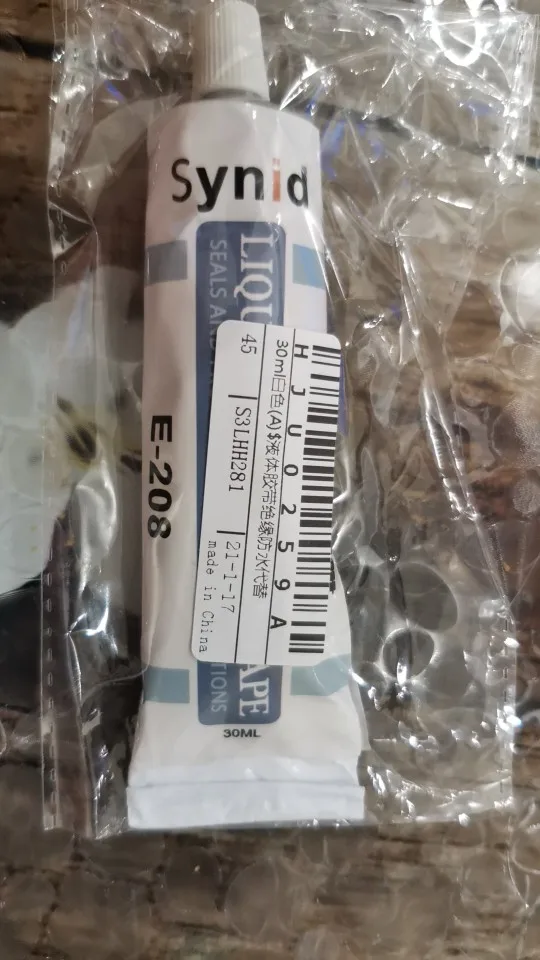 Synid
LIQU
SEALS AN
E-208
HJU0259A
30ml白色(A)$液体胶带绝缘防水代替
45
S3LHH281
21-1-17
made in China
APE
TIONS
30ML